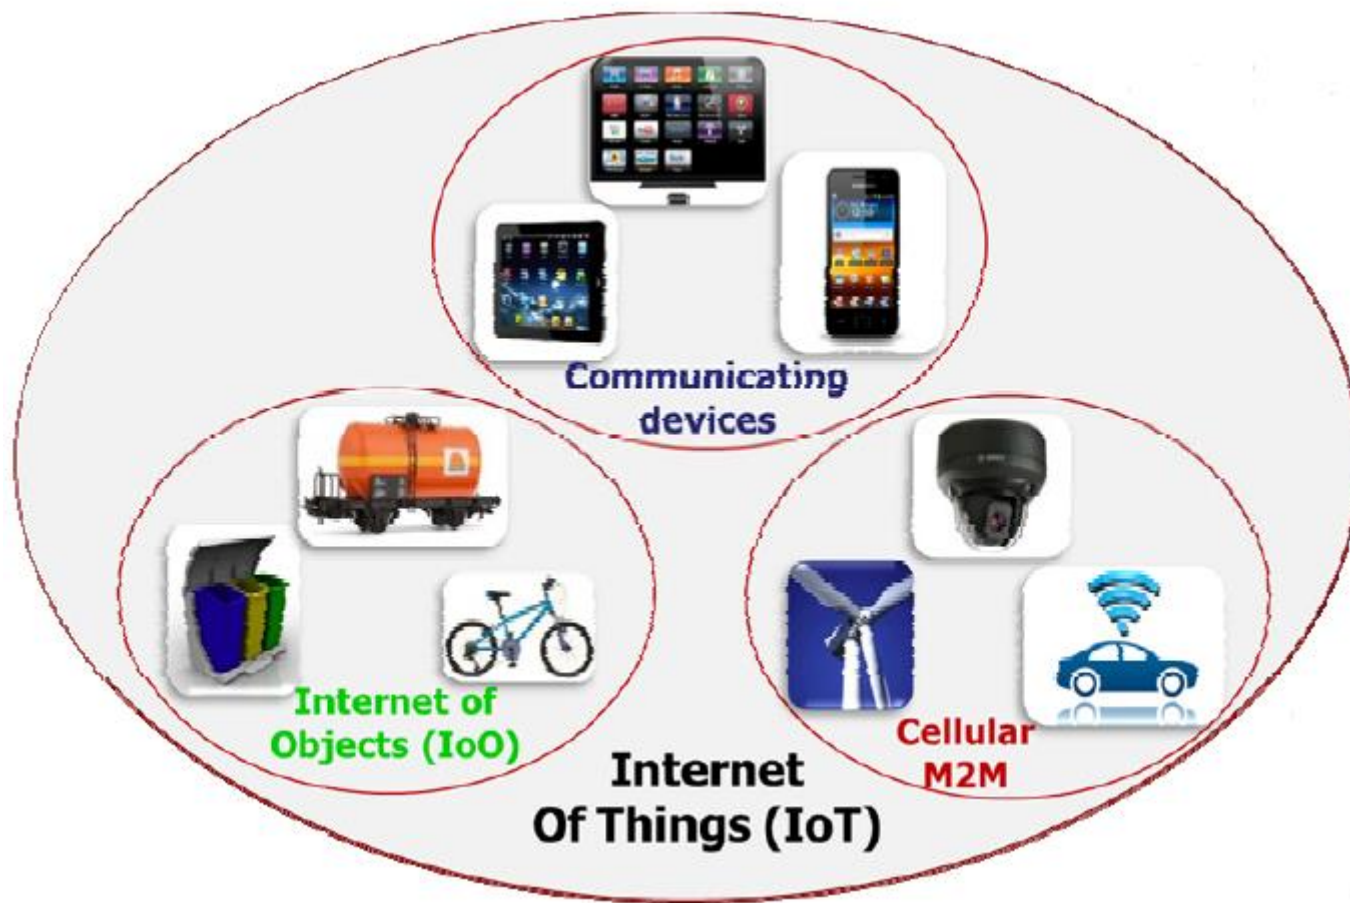 Communicating
devices
Internet of
Objects (IoO)
Cellular
M2M
Internet
Of Things (IoT)